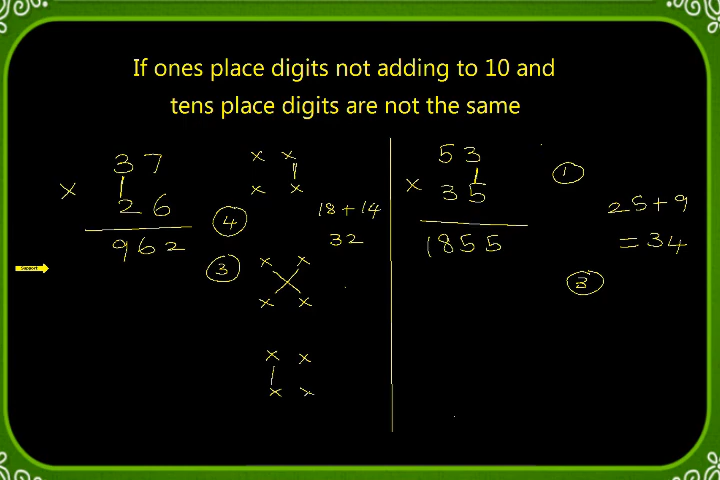 If ones place digits not adding to 10 and
tens place digits are not the same
37
× 26
962
4
18 + 14
32
3
Support
53
× 35
1855
1
25 + 9
= 34
3